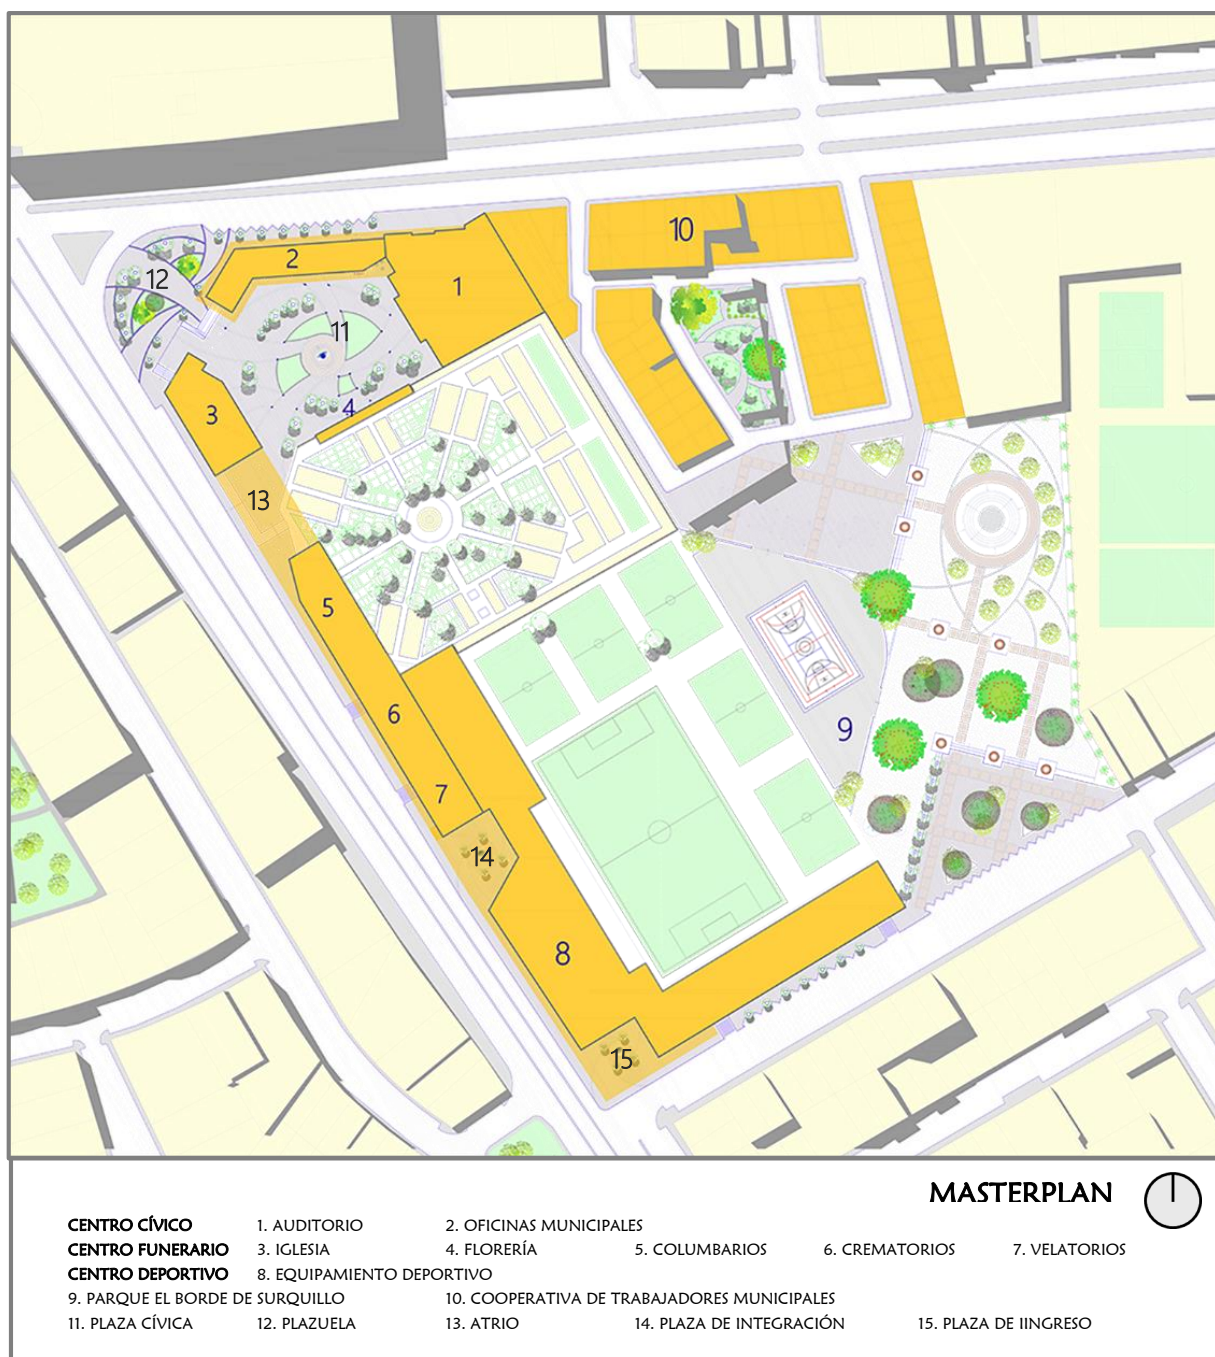 10
2
12
1
11
4
3
13
5
6
9
7
14
8
15
MASTERPLAN
CENTRO CÍVICO 1. AUDITORIO 2. OFICINAS MUNICIPALES
CENTRO FUNERARIO 3. IGLESIA 4. FLORERÍA 5. COLUMBARIOS 6. CREMATORIOS 7. VELATORIOS
CENTRO DEPORTIVO 8. EQUIPAMIENTO DEPORTIVO
9. PARQUE EL BORDE DE SURQUILLO 10. COOPERATIVA DE TRABAJADORES MUNICIPALES
11. PLAZA CÍVICA 12. PLAZUELA 13. ATRIO 14. PLAZA DE INTEGRACIÓN 15. PLAZA DE IINGRESO